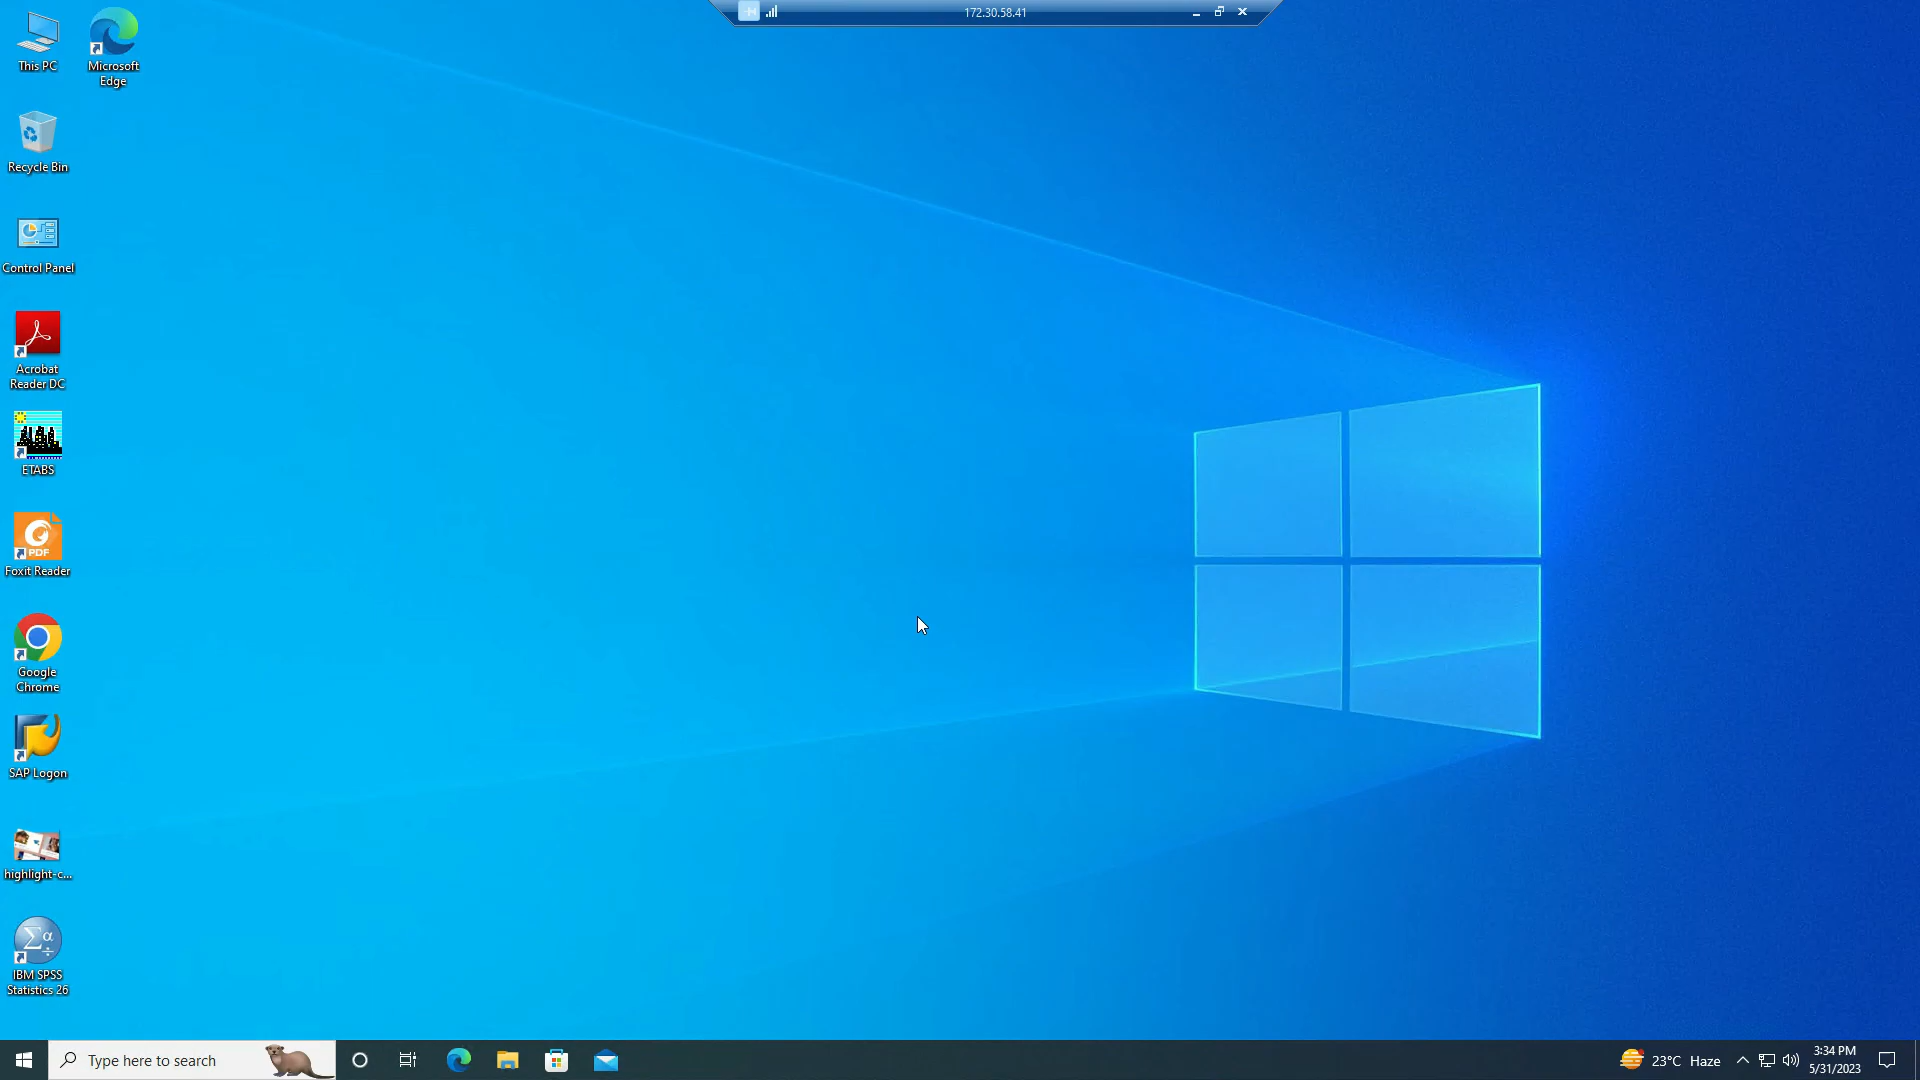 172.30.58.41
This PC
Microsoft
Edge
Recycle Bin
Control Panel
Acrobat
Reader DC
ETABS
PDF
Foxit Reader
Google
Chrome
SAP Logon
highlight-c...
Σα
÷
IBM SPSS
Statistics 26
Type here to search
23°C Haze
3:34 PM
5/31/2023